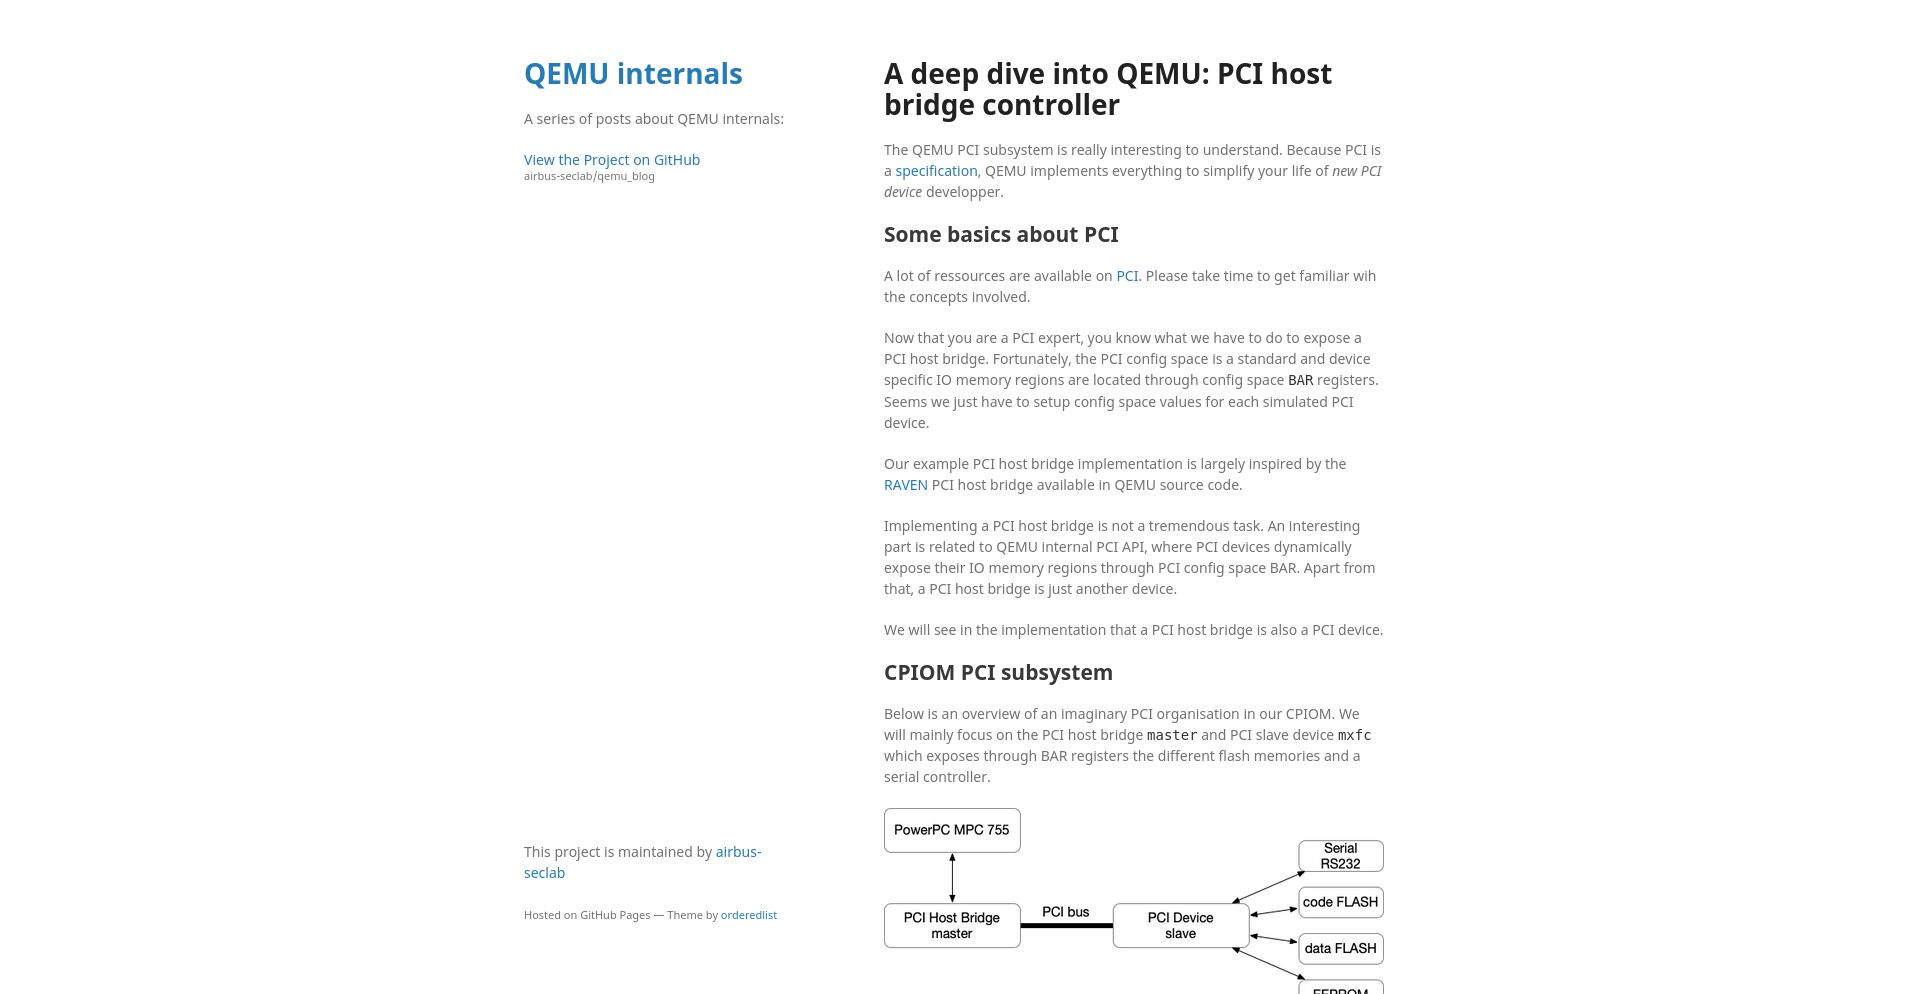 QEMU internals
A series of posts about QEMU internals:
View the Project on GitHub
airbus-seclab/qemu_blog
This project is maintained by airbus-
seclab
Hosted on GitHub Pages — Theme by orderedlist
A deep dive into QEMU: PCI host
bridge controller
The QEMU PCI subsystem is really interesting to understand. Because PCI is
a specification, QEMU implements everything to simplify your life of new PCI
device developper.
Some basics about PCI
A lot of ressources are available on PCI. Please take time to get familiar wih
the concepts involved.
Now that you are a PCI expert, you know what we have to do to expose a
PCI host bridge. Fortunately, the PCI config space is a standard and device
specific IO memory regions are located through config space BAR registers.
Seems we just have to setup config space values for each simulated PCI
device.
Our example PCI host bridge implementation is largely inspired by the
RAVEN PCI host bridge available in QEMU source code.
Implementing a PCI host bridge is not a tremendous task. An interesting
part is related to QEMU internal PCI API, where PCI devices dynamically
expose their IO memory regions through PCI config space BAR. Apart from
that, a PCI host bridge is just another device.
We will see in the implementation that a PCI host bridge is also a PCI device.
CPIOM PCI subsystem
Below is an overview of an imaginary PCI organisation in our CPIOM. We
will mainly focus on the PCI host bridge master and PCI slave device mxfc
which exposes through BAR registers the different flash memories and a
serial controller.
PowerPC MPC 755
PCI Host Bridge
master
PCI bus
PCI Device
slave
Serial
RS232
code FLASH
data FLASH
EEPROM